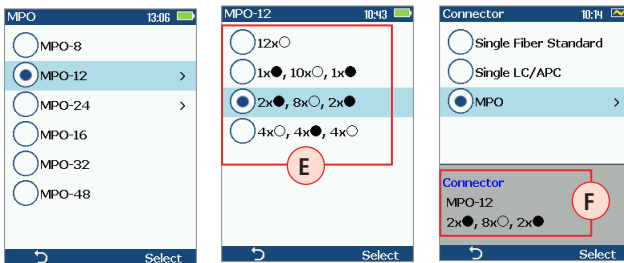 MPO 13:06
MPO-8
MPO-12 >
MPO-24 >
MPO-16
MPO-32
MPO-48
Select
MPO-12 10:43
12x○
1x●, 10x○, 1x●
2x●, 8x○, 2x●
4x○, 4x●, 4x○
E
Select
Connector 10:14
Single Fiber Standard
Single LC/APC
MPO >
Connector
MPO-12
2x●, 8x○, 2x●
F
Select